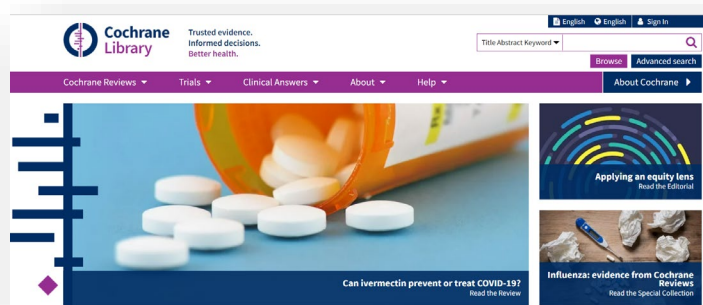 English English Sign In
Cochrane
Library
Trusted evidence.
Informed decisions.
Better health.
Title Abstract Keyword
Browse Advanced search
Cochrane Reviews Trials Clinical Answers About Help About Cochrane
Applying an equity lens
Read the Editorial
Can ivermectin prevent or treat COVID-19?
Read the Review
Influenza: evidence from Cochrane
Reviews
Read the Special Collection